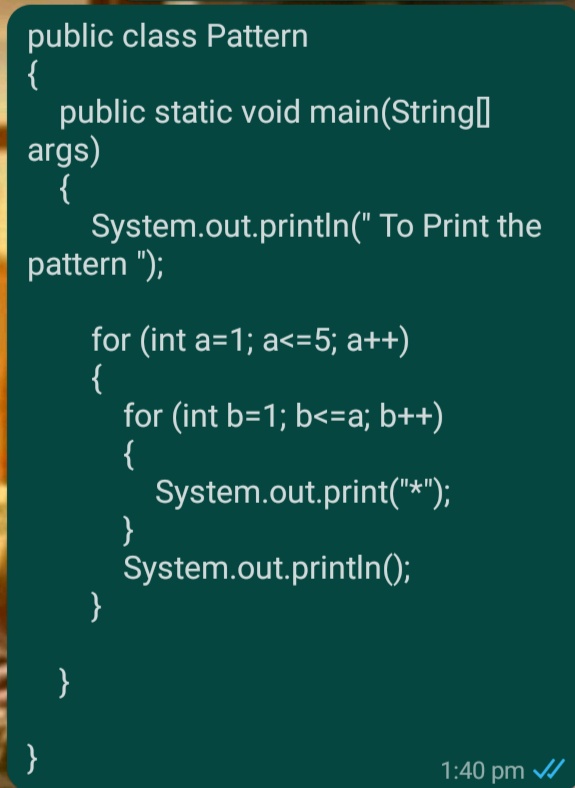 public class Pattern
{
public static void main(String[]
args)
{
System.out.println(" To Print the
pattern ");
for (int a=1; a<=5; a++)
{
for (int b=1; b<=a; b++)
{
System.out.print("*");
}
System.out.println();
}
}
}
1:40 pm